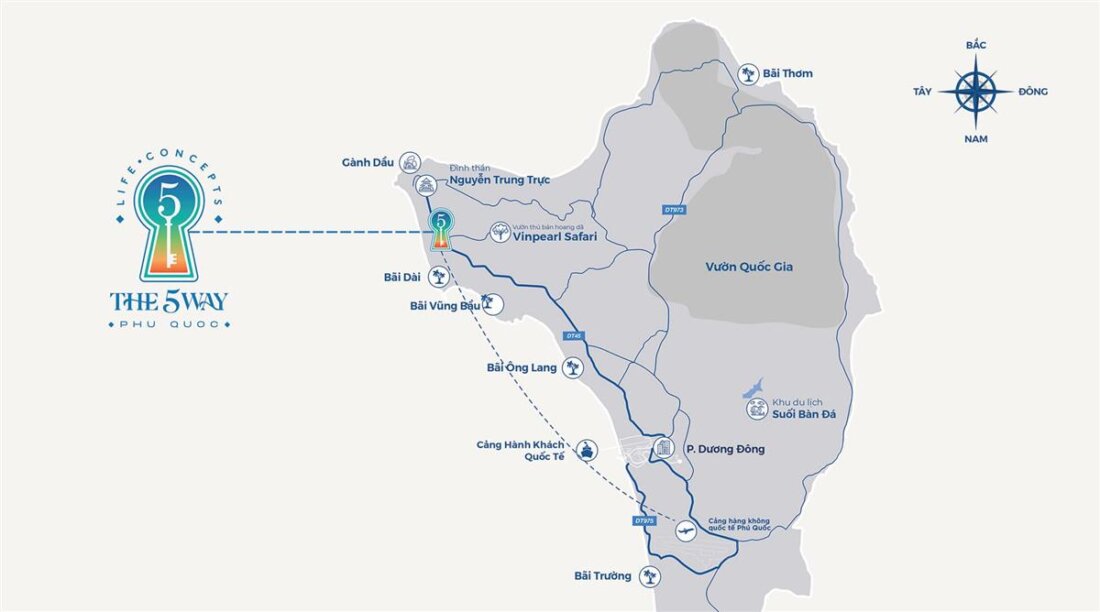 BẮC
TÂY
ĐÔNG
NAM
Bãi Thơm
Gành Dầu
Đình thần
Nguyễn Trung Trực
LIFE • CONCEPTS
5
THE 5WAY
PHU QUOC
5
Vườn thú bán hoang dã
Vinpearl Safari
DT973
Vườn Quốc Gia
Bãi Dài
Bãi Vũng Bầu
DT45
Bãi Ông Lang
Khu du lịch
Suối Bàn Đá
Cảng Hành Khách
Quốc Tế
P. Dương Đông
DT975
Cảng hàng không
quốc tế Phú Quốc
Bãi Trường